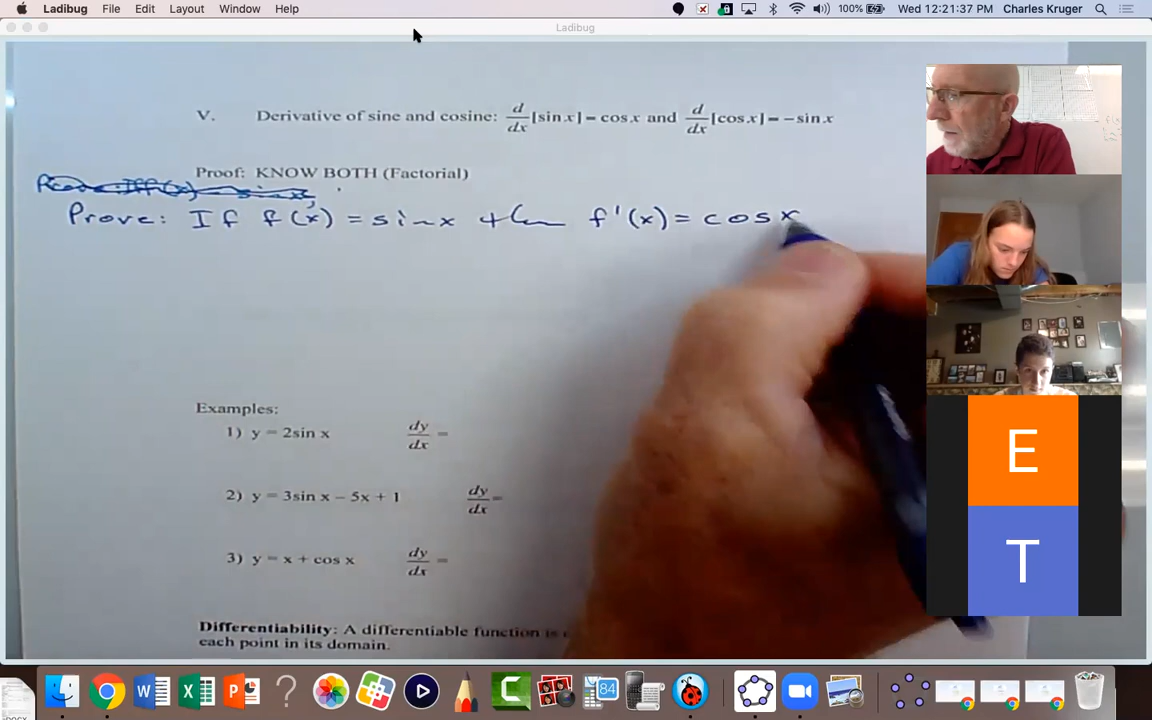 Ladibug File Edit Layout Window Help 100% Wed 12:21:37 PM Charles Kruger
Ladibug
V. Derivative of sine and cosine: d/dx [sin x] = cos x and d/dx [cos x] = − sin x
Proof: KNOW BOTH (Factorial)
Prove: If f(x) = sinx then f'(x) = cosx
Examples:
1) y = 2sin x dy/dx =
2) y = 3sin x − 5x + 1 dy/dx =
3) y = x + cos x dy/dx =
Differentiability: A differentiable function is
each point in its domain.
E
T
84